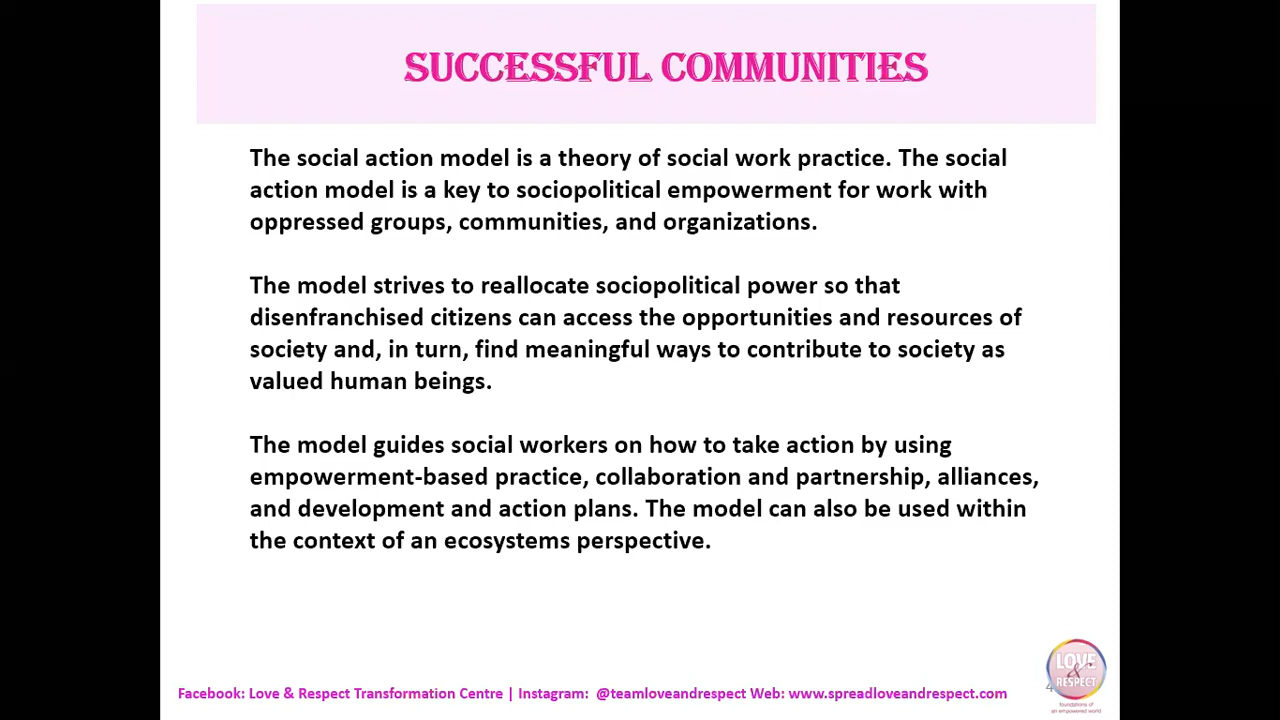 SUCCESSFUL COMMUNITIES
The social action model is a theory of social work practice. The social
action model is a key to sociopolitical empowerment for work with
oppressed groups, communities, and organizations.
The model strives to reallocate sociopolitical power so that
disenfranchised citizens can access the opportunities and resources of
society and, in turn, find meaningful ways to contribute to society as
valued human beings.
The model guides social workers on how to take action by using
empowerment-based practice, collaboration and partnership, alliances,
and development and action plans. The model can also be used within
the context of an ecosystems perspective.
Facebook: Love & Respect Transformation Centre | Instagram: @teamloveandrespect Web: www.spreadloveandrespect.com
LOVE
&
RESPECT
foundations of
an empowered world